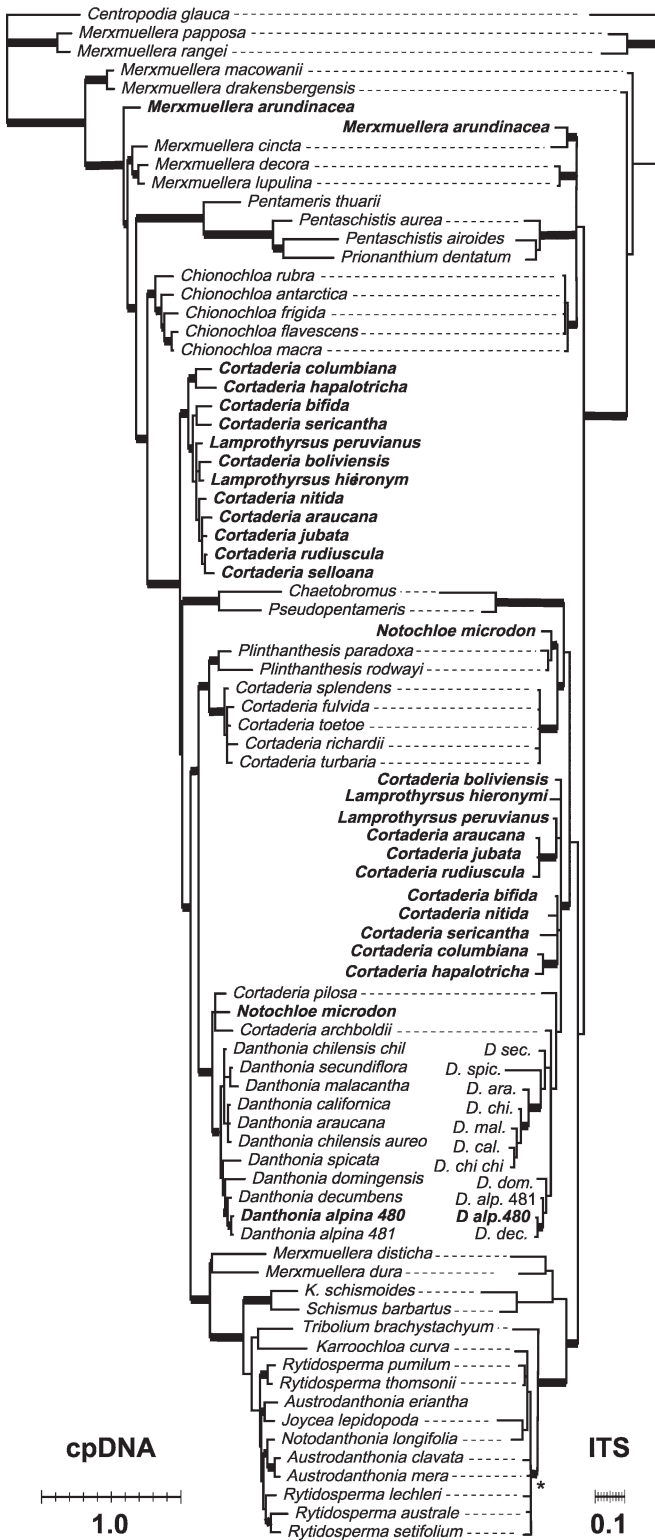 Centropodia glauca
Merxmuellera papposa
Merxmuellera rangei
Merxmuellera macowanii
Merxmuellera drakensbergensis
Merxmuellera arundinacea
Merxmuellera arundinacea
Merxmuellera cincta
Merxmuellera decora
Merxmuellera lupulina
Pentameris thuarii
Pentaschistis aurea
Pentaschistis airoides
Prionanthium dentatum
Chionochloa rubra
Chionochloa antarctica
Chionochloa frigida
Chionochloa flavescens
Chionochloa macra
Cortaderia columbiana
Cortaderia hapalotricha
Cortaderia bifida
Cortaderia sericantha
Lamprothyrsus peruvianus
Cortaderia boliviensis
Lamprothyrsus hieronym
Cortaderia nitida
Cortaderia araucana
Cortaderia jubata
Cortaderia rudiuscula
Cortaderia selloana
Chaetobromus
Pseudopentameris
Notochloe microdon
Plinthanthesis paradoxa
Plinthanthesis rodwayi
Cortaderia splendens
Cortaderia fulvida
Cortaderia toetoe
Cortaderia richardii
Cortaderia turbaria
Cortaderia boliviensis
Lamprothyrsus hieronymi
Lamprothyrsus peruvianus
Cortaderia araucana
Cortaderia jubata
Cortaderia rudiuscula
Cortaderia bifida
Cortaderia nitida
Cortaderia sericantha
Cortaderia columbiana
Cortaderia hapalotricha
Cortaderia pilosa
Notochloe microdon
Cortaderia archboldii
Danthonia chilensis chil D sec.
Danthonia secundiflora D. spic.
Danthonia malacantha D. ara.
Danthonia californica D. chi.
Danthonia araucana D. mal.
Danthonia chilensis aureo D. cal.
Danthonia spicata D. chi chi
Danthonia domingensis D. dom.
Danthonia decumbens D. alp. 481
Danthonia alpina 480 D alp.480
Danthonia alpina 481 D. dec.
Merxmuellera disticha
Merxmuellera dura
K. schismoides
Schismus barbartus
Tribolium brachystachyum
Karroochloa curva
Rytidosperma pumilum
Rytidosperma thomsonii
Austrodanthonia eriantha
Joycea lepidopoda
Notodanthonia longifolia
Austrodanthonia clavata
Austrodanthonia mera *
Rytidosperma lechleri
Rytidosperma australe
Rytidosperma setifolium
cpDNA ITS
1.0 0.1